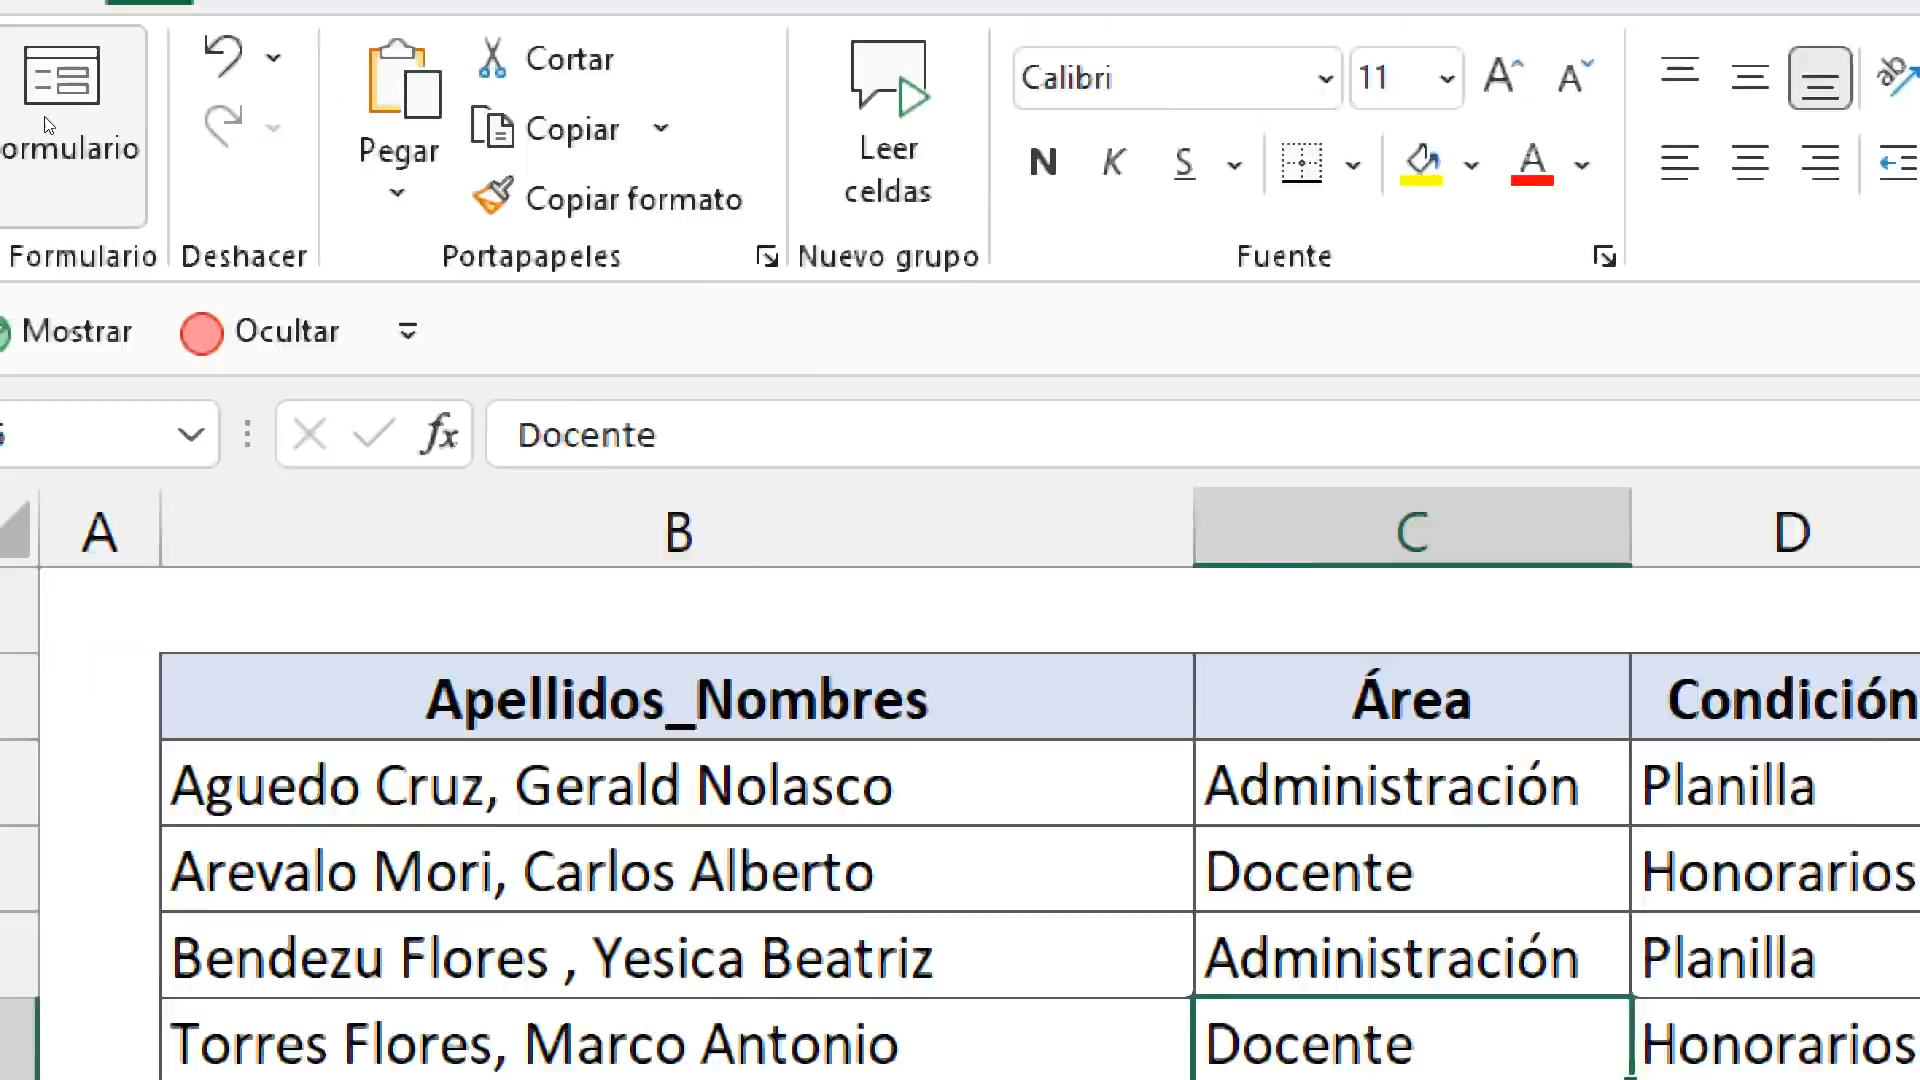 ormulario
Pegar
Cortar
Copiar
Copiar formato
Leer
celdas
Calibri
11
A A
N K S A
ab
Formulario
Deshacer
Portapapeles
Nuevo grupo
Fuente
Mostrar
Ocultar
fx
Docente
A B C D
Apellidos_Nombres Área Condición
Aguedo Cruz, Gerald Nolasco Administración Planilla
Arevalo Mori, Carlos Alberto Docente Honorarios
Bendezu Flores , Yesica Beatriz Administración Planilla
Torres Flores, Marco Antonio Docente Honorarios